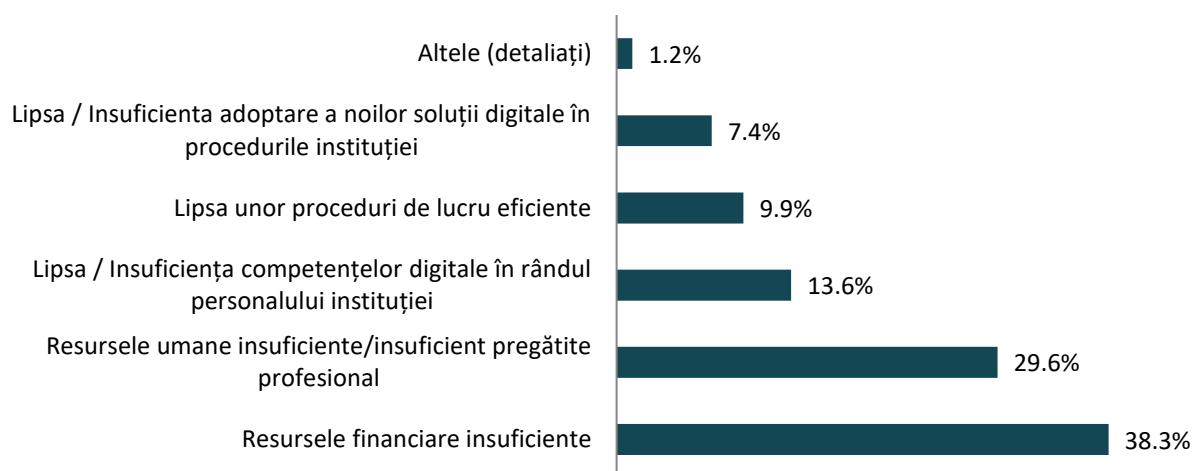 Altele (detaliați)
1.2%
Lipsa / Insuficienta adoptare a noilor soluții digitale în
procedurile instituției
7.4%
Lipsa unor proceduri de lucru eficiente
9.9%
Lipsa / Insuficiența competențelor digitale în rândul
personalului instituției
13.6%
Resursele umane insuficiente/insuficient pregătite
profesional
29.6%
Resursele financiare insuficiente
38.3%